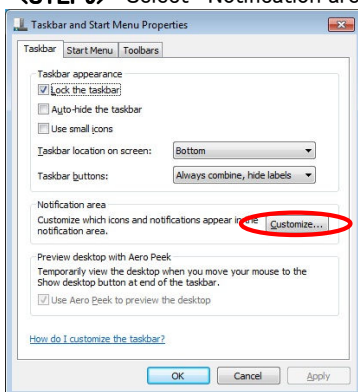 Select Notification are
Taskbar and Start Menu Properties
Taskbar Start Menu Toolbars
Taskbar appearance
Lock the taskbar
Auto-hide the taskbar
Use small icons
Taskbar location on screen: Bottom
Taskbar buttons: Always combine, hide labels
Notification area
Customize which icons and notifications appear in the
notification area.
Customize...
Preview desktop with Aero Peek
Temporarily view the desktop when you move your mouse to the
Show desktop button at end of the taskbar.
Use Aero Peek to preview the desktop
How do I customize the taskbar?
OK Cancel Apply